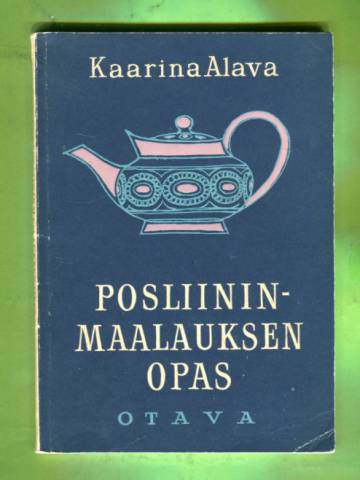 Kaarina Alava
POSLIININ-
MAALAUKSEN
OPAS
OTAVA